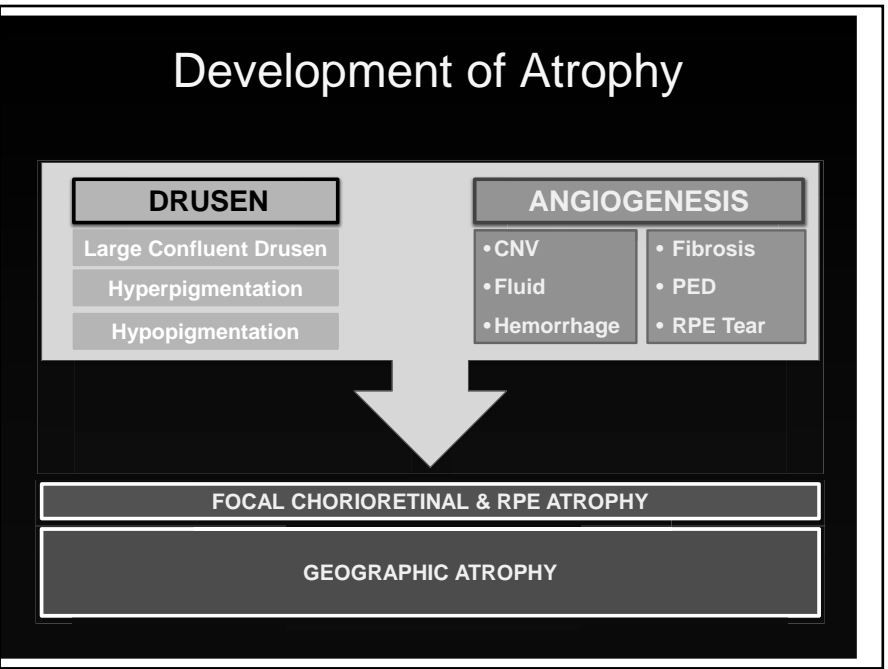 Development of Atrophy
DRUSEN
Large Confluent Drusen
Hyperpigmentation
Hypopigmentation
ANGIOGENESIS
•CNV
•Fluid
•Hemorrhage
• Fibrosis
• PED
• RPE Tear
FOCAL CHORIORETINAL & RPE ATROPHY
GEOGRAPHIC ATROPHY